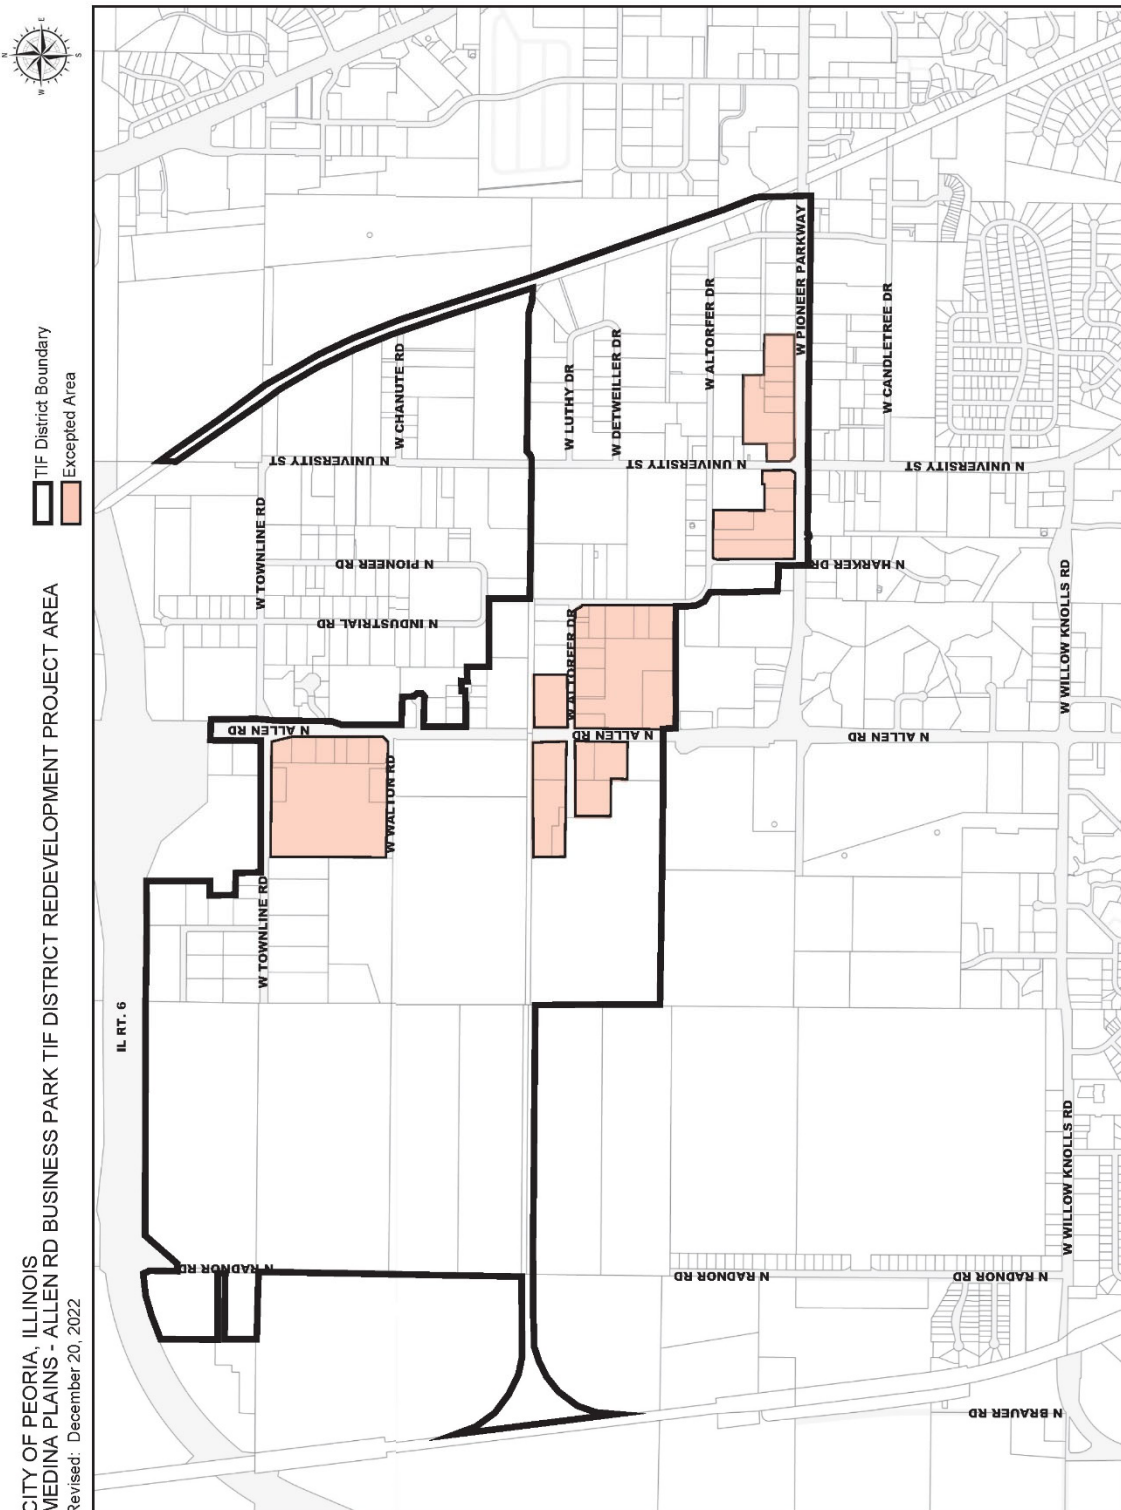 CITY OF PEORIA, ILLINOIS
MEDINA PLAINS - ALLEN RD BUSINESS PARK TIF DISTRICT REDEVELOPMENT PROJECT AREA
Revised: December 20, 2022
TIF District Boundary
Excepted Area
N
E
S
W
IL RT. 6
N RADNOR RD
W TOWNLINE RD
N ALLEN RD
W TOWNLINE RD
N INDUSTRIAL RD
N PIONEER RD
N UNIVERSITY ST
W CHANUTE RD
W WALTON RD
W ALTORFER DR
N ALLEN RD
W LUTHY DR
W DETWEILLER DR
N UNIVERSITY ST
W ALTORFER DR
W PIONEER PARKWAY
N HARKER DR
W CANDLETREE DR
N UNIVERSITY ST
N ALLEN RD
N RADNOR RD
N RADNOR RD
W WILLOW KNOLLS RD
W WILLOW KNOLLS RD
N BRAUER RD